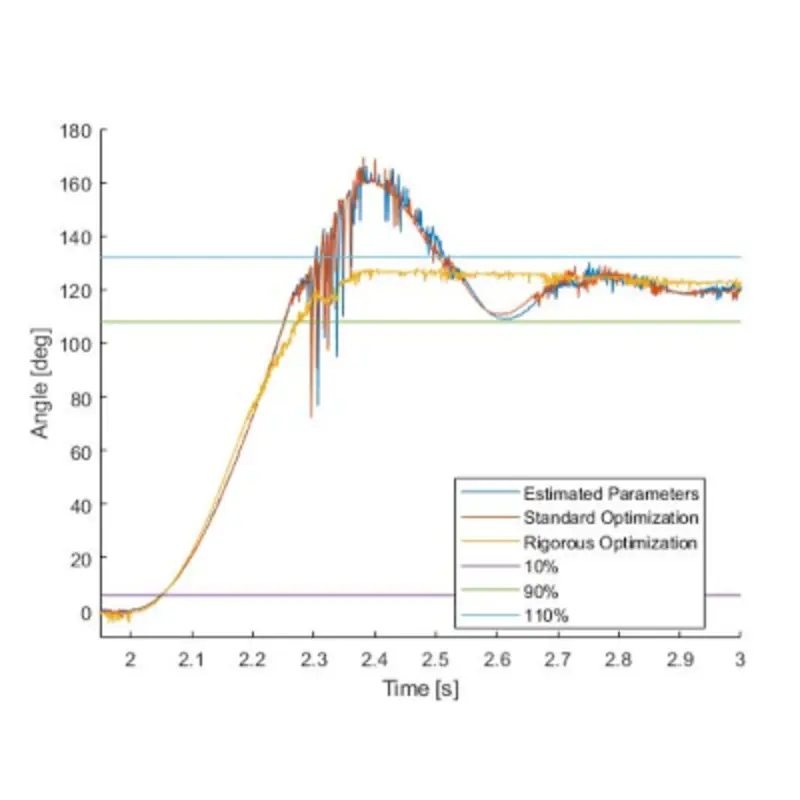 180
160
140
120
100
80
60
40
20
0
Angle [deg]
Estimated Parameters
Standard Optimization
Rigorous Optimization
10%
90%
110%
2 2.1 2.2 2.3 2.4 2.5 2.6 2.7 2.8 2.9 3
Time [s]